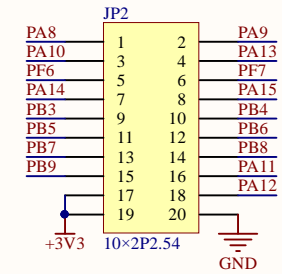 JP2
PA8 1 2 PA9
PA10 3 4 PA13
PF6 5 6 PF7
PA14 7 8 PA15
PB3 9 10 PB4
PB5 11 12 PB6
PB7 13 14 PB8
PB9 15 16 PA11
17 18 PA12
19 20
+3V3 10×2P2.54
GND